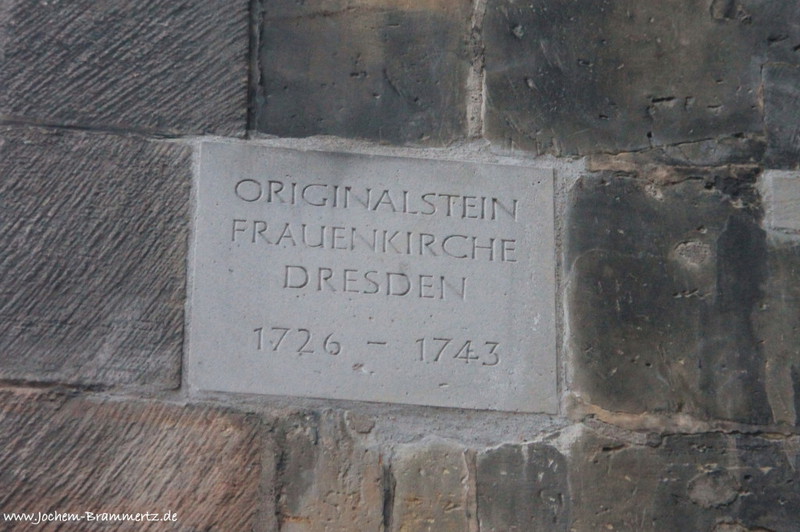 ORIGINALSTEIN
FRAUENKIRCHE
DRESDEN
1726 – 1743
www.Jochem-Brammertz.de